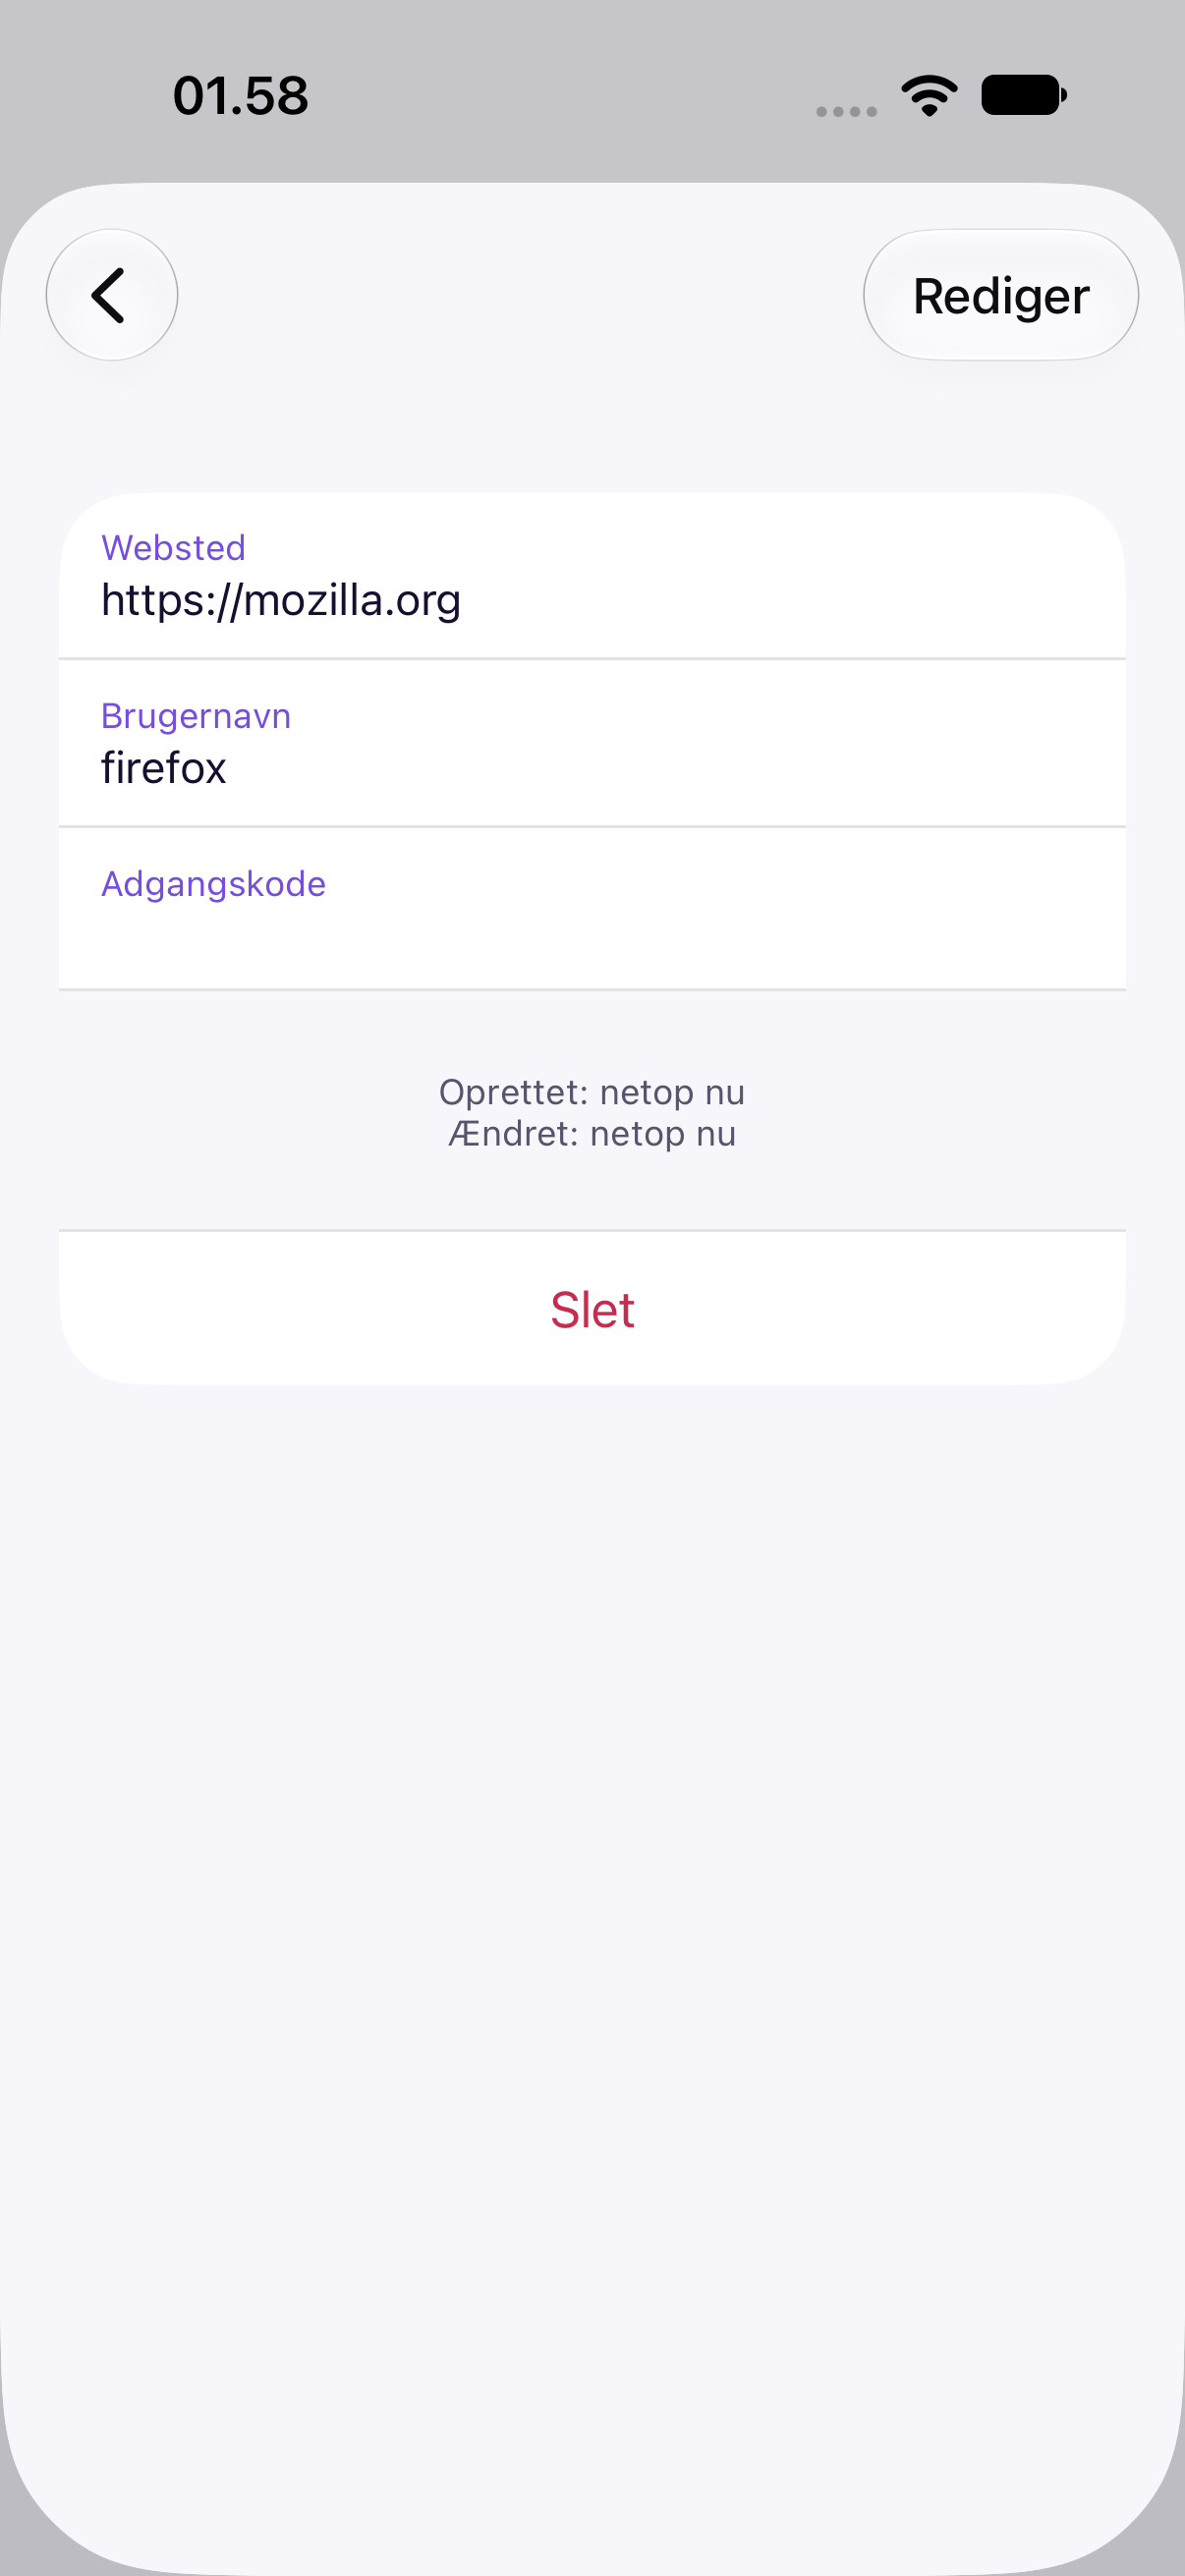 01.58
Rediger
Websted
https://mozilla.org
Brugernavn
firefox
Adgangskode
Oprettet: netop nu
Ændret: netop nu
Slet